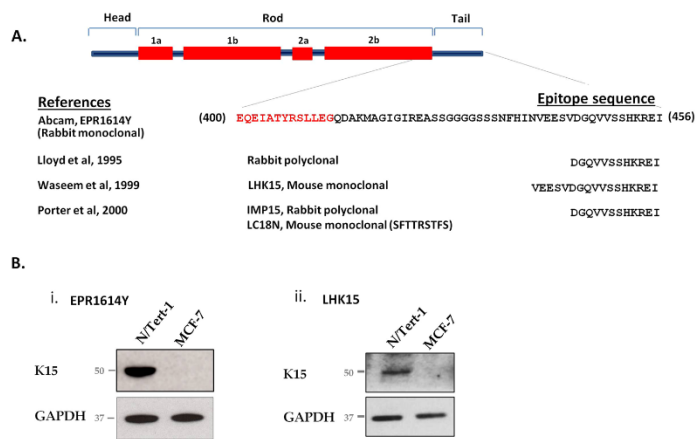 A.
Head Rod Tail
1a 1b 2a 2b
References Epitope sequence
Abcam, EPR1614Y (400) EQEIATYRSLLEGQDAKMAGIGIREASSGGGGSSSNFHINVEESVDGQVVSSHKREI (456)
(Rabbit monoclonal)
Lloyd et al, 1995 Rabbit polyclonal DGQVVSSHKREI
Waseem et al, 1999 LHK15, Mouse monoclonal VEESVDGQVVSSHKREI
Porter et al, 2000 IMP15, Rabbit polyclonal DGQVVSSHKREI
LC18N, Mouse monoclonal (SFTTRSTFS)
B.
i. EPR1614Y
N/Tert-1 MCF-7
K15 50
GAPDH 37
ii. LHK15
N/Tert-1 MCF-7
K15 50
GAPDH 37